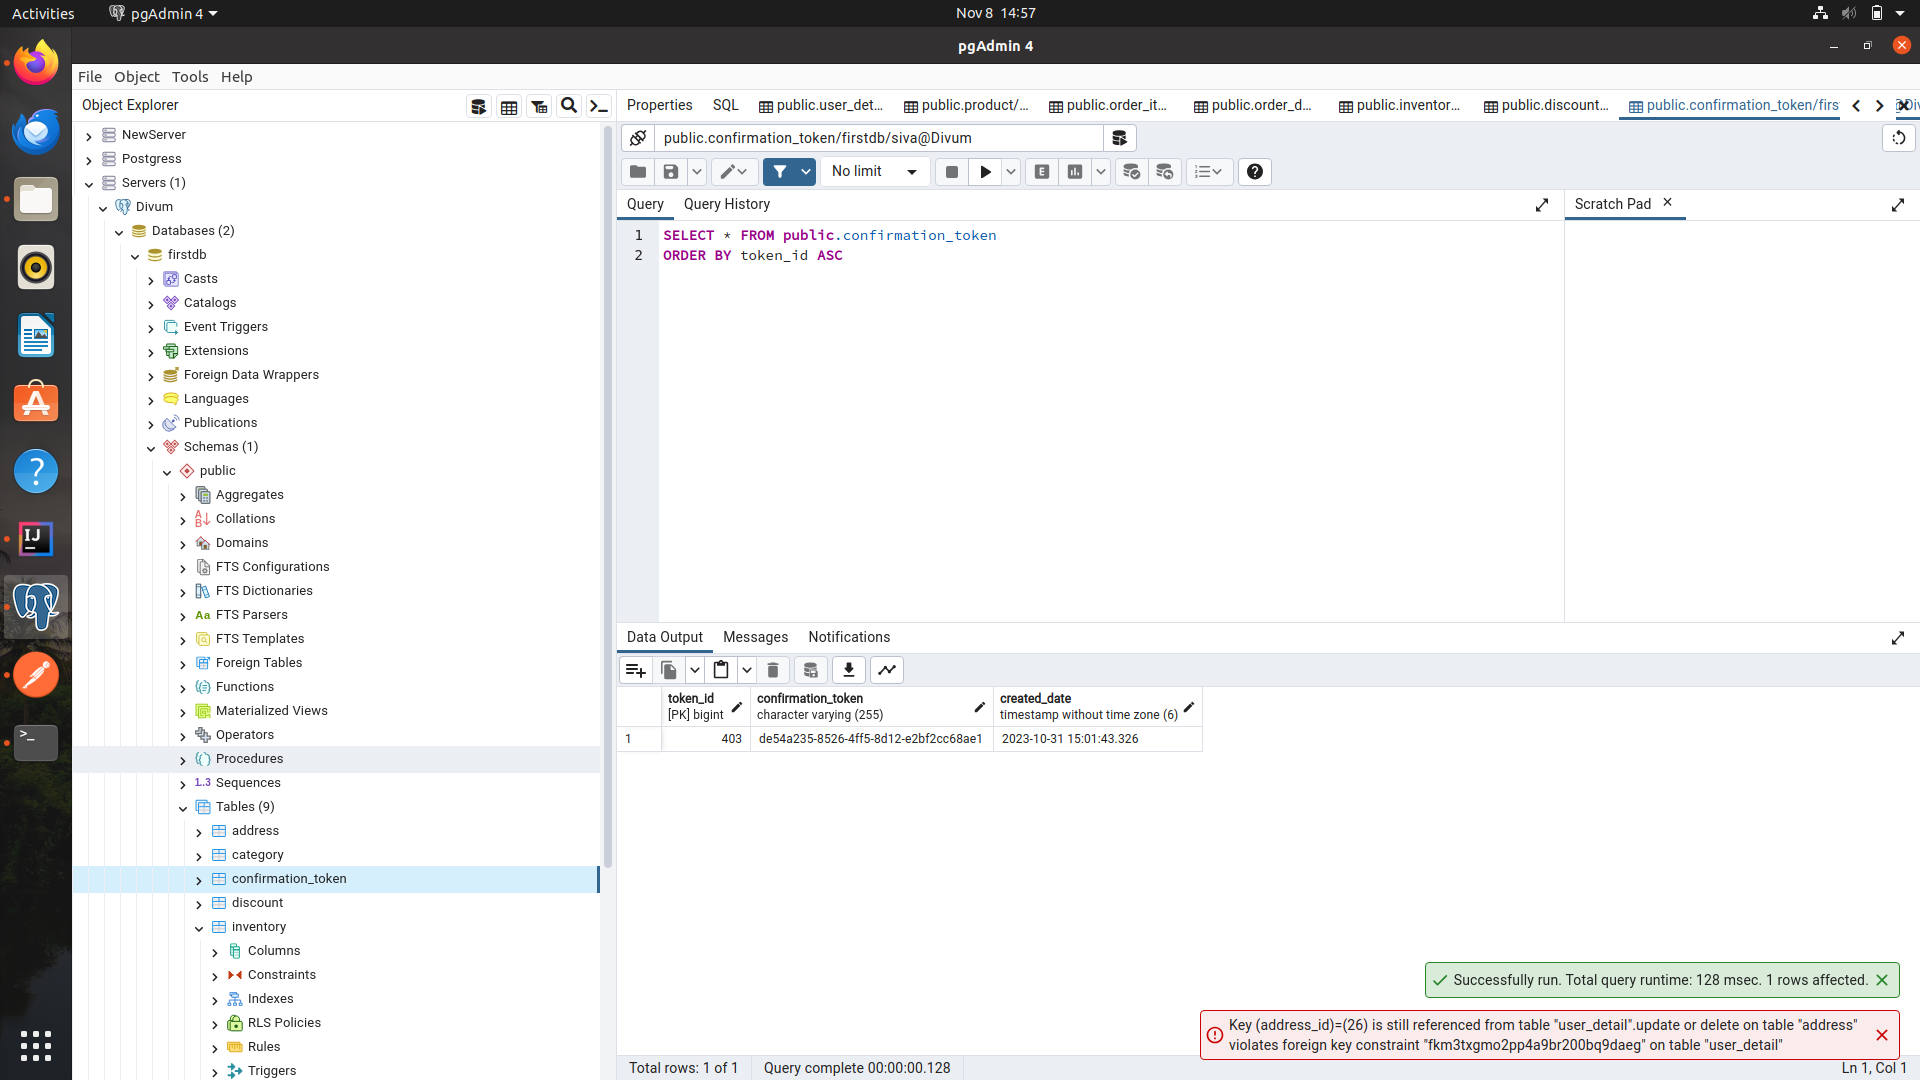 Activities
pgAdmin 4
Nov 8 14:57
pgAdmin 4
File Object Tools Help
Object Explorer
NewServer
Postgress
Servers (1)
Divum
Databases (2)
firstdb
Casts
Catalogs
Event Triggers
Extensions
Foreign Data Wrappers
Languages
Publications
Schemas (1)
public
Aggregates
Collations
Domains
FTS Configurations
FTS Dictionaries
Aa FTS Parsers
FTS Templates
Foreign Tables
Functions
Materialized Views
Operators
Procedures
1..3 Sequences
Tables (9)
address
category
confirmation_token
discount
inventory
Columns
Constraints
Indexes
RLS Policies
Rules
Triggers
Properties SQL public.user_det... public.product/... public.order_it... public.order_d... public.inventor... public.discount... public.confirmation_token/firs
public.confirmation_token/firstdb/siva@Divum
No limit
E
Query Query History
Scratch Pad
1 SELECT * FROM public.confirmation_token
2 ORDER BY token_id ASC
Data Output Messages Notifications
token_id confirmation_token created_date
[PK] bigint character varying (255) timestamp without time zone (6)
1 403 de54a235-8526-4ff5-8d12-e2bf2cc68ae1 2023-10-31 15:01:43.326
Successfully run. Total query runtime: 128 msec. 1 rows affected.
Key (address_id)=(26) is still referenced from table "user_detail".update or delete on table "address"
violates foreign key constraint "fkm3txgmo2pp4a9br200bq9daeg" on table "user_detail"
Total rows: 1 of 1 Query complete 00:00:00.128 Ln 1, Col 1
IJ